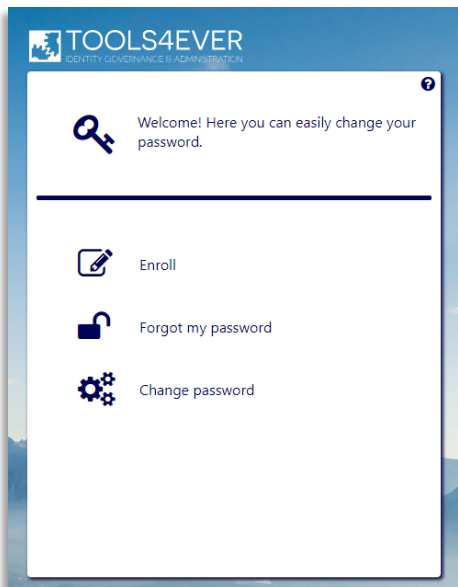 TOOLS4EVER
IDENTITY GOVERNANCE & ADMINISTRATION
?
Welcome! Here you can easily change your
password.
Enroll
Forgot my password
Change password